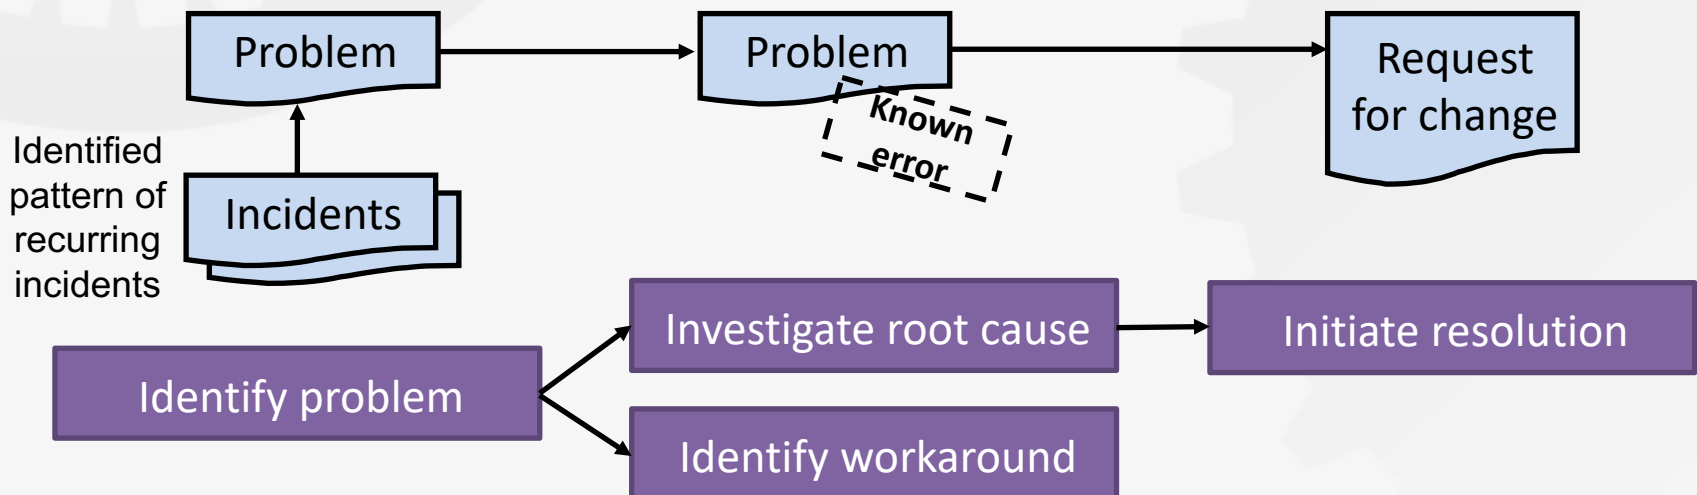 Problem
Problem
Known
error
Request
for change
Identified
pattern of
recurring
incidents
Incidents
Identify problem
Investigate root cause
Identify workaround
Initiate resolution